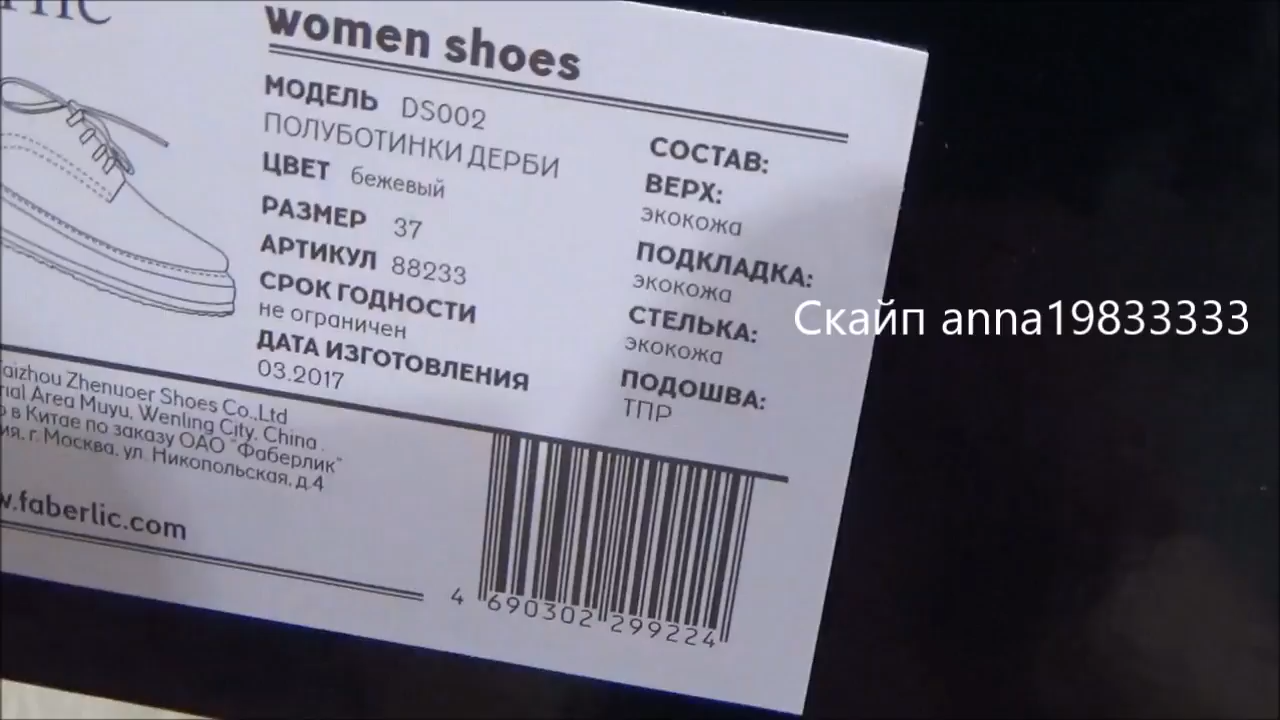 women shoes
МОДЕЛЬ DS002
ПОЛУБОТИНКИ ДЕРБИ
ЦВЕТ бежевый
РАЗМЕР 37
АРТИКУЛ 88233
СРОК ГОДНОСТИ
не ограничен
ДАТА ИЗГОТОВЛЕНИЯ
03.2017
СОСТАВ:
ВЕРХ:
экокожа
ПОДКЛАДКА:
экокожа
СТЕЛЬКА:
экокожа
ПОДОШВА:
ТПР
Скайп anna19833333
aizhou Zhenuoer Shoes Co.,Ltd
Area Muyu, Wenling City, China.
в Китае по заказу ОАО "Фаберлик"
г. Москва, ул. Никопольская, д.4
w.faberlic.com
4 690302 299224